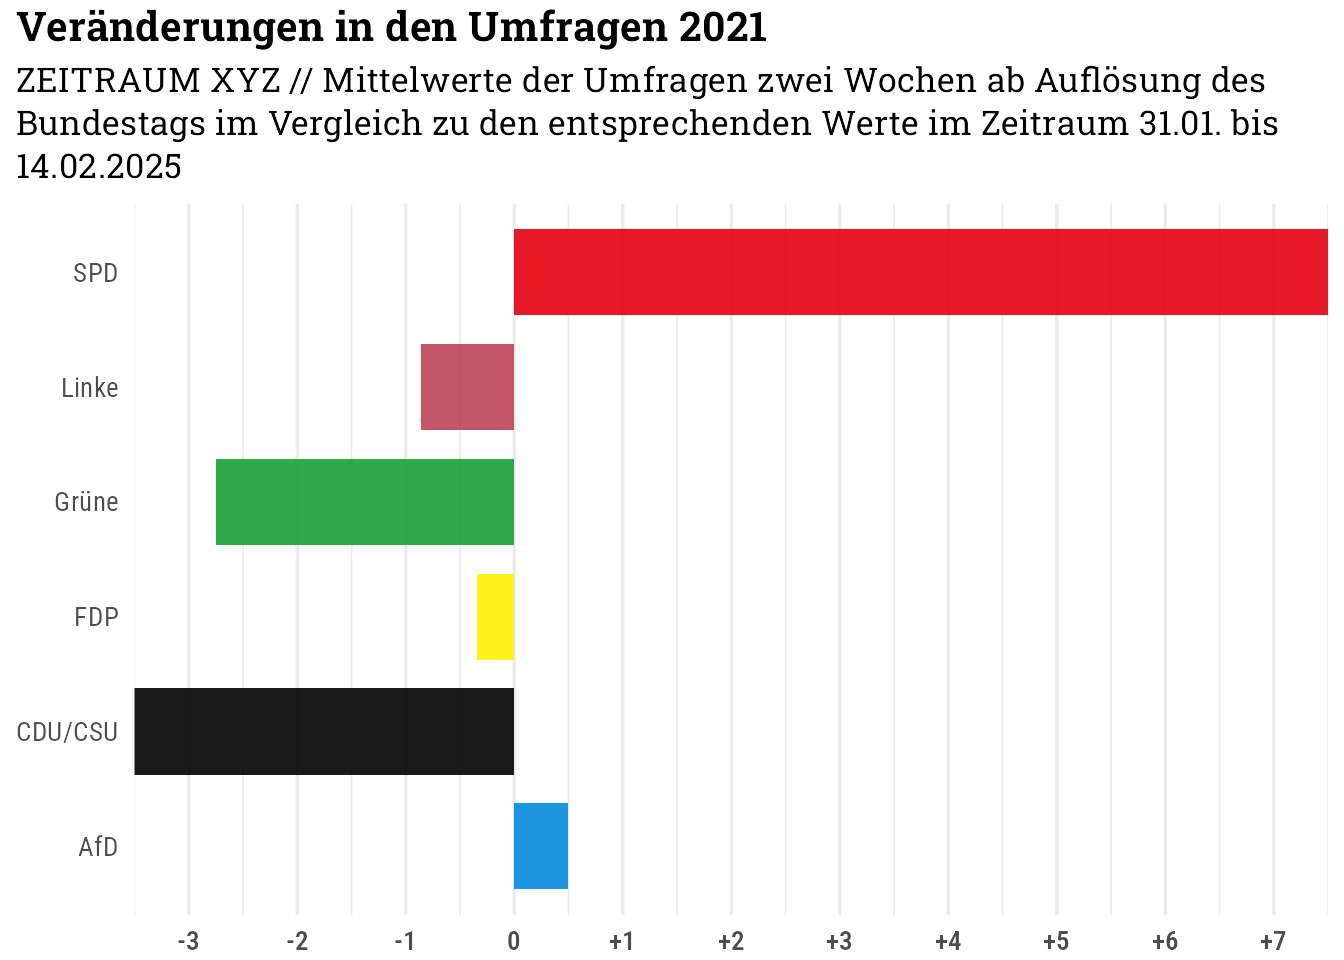 Veränderungen in den Umfragen 2021
ZEITRAUM XYZ // Mittelwerte der Umfragen zwei Wochen ab Auflösung des
Bundestags im Vergleich zu den entsprechenden Werte im Zeitraum 31.01. bis
14.02.2025
SPD
Linke
Grüne
FDP
CDU/CSU
AfD
-3 -2 -1 0 +1 +2 +3 +4 +5 +6 +7